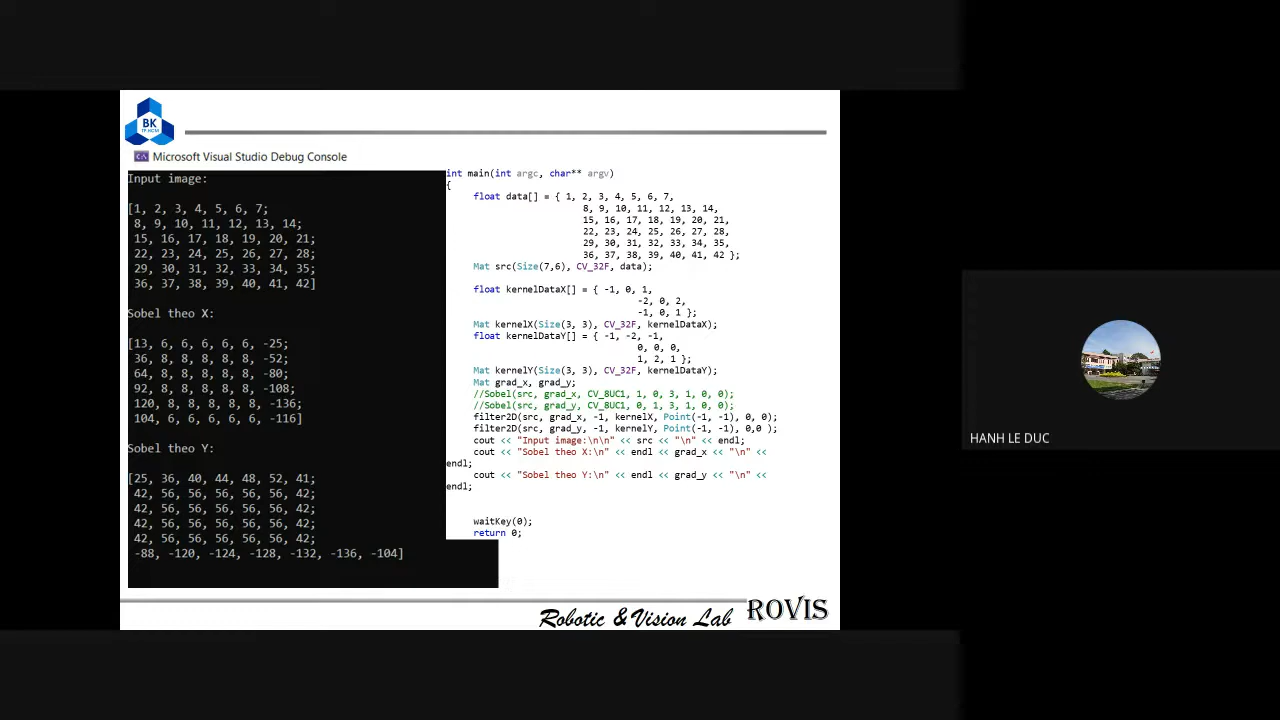 BK
TP.HCM
Microsoft Visual Studio Debug Console
Input image:
[1, 2, 3, 4, 5, 6, 7;
8, 9, 10, 11, 12, 13, 14;
15, 16, 17, 18, 19, 20, 21;
22, 23, 24, 25, 26, 27, 28;
29, 30, 31, 32, 33, 34, 35;
36, 37, 38, 39, 40, 41, 42]
Sobel theo X:
[13, 6, 6, 6, 6, 6, -25;
36, 8, 8, 8, 8, 8, -52;
64, 8, 8, 8, 8, 8, -80;
92, 8, 8, 8, 8, 8, -108;
120, 8, 8, 8, 8, 8, -136;
104, 6, 6, 6, 6, 6, -116]
Sobel theo Y:
[25, 36, 40, 44, 48, 52, 41;
42, 56, 56, 56, 56, 56, 42;
42, 56, 56, 56, 56, 56, 42;
42, 56, 56, 56, 56, 56, 42;
42, 56, 56, 56, 56, 56, 42;
-88, -120, -124, -128, -132, -136, -104]
int main(int argc, char** argv)
{
float data[] = { 1, 2, 3, 4, 5, 6, 7,
8, 9, 10, 11, 12, 13, 14,
15, 16, 17, 18, 19, 20, 21,
22, 23, 24, 25, 26, 27, 28,
29, 30, 31, 32, 33, 34, 35,
36, 37, 38, 39, 40, 41, 42 };
Mat src(Size(7,6), CV_32F, data);
float kernelDataX[] = { -1, 0, 1,
-2, 0, 2,
-1, 0, 1 };
Mat kernelX(Size(3, 3), CV_32F, kernelDataX);
float kernelDataY[] = { -1, -2, -1,
0, 0, 0,
1, 2, 1 };
Mat kernelY(Size(3, 3), CV_32F, kernelDataY);
Mat grad_x, grad_y;
//Sobel(src, grad_x, CV_8UC1, 1, 0, 3, 1, 0, 0);
//Sobel(src, grad_y, CV_8UC1, 0, 1, 3, 1, 0, 0);
filter2D(src, grad_x, -1, kernelX, Point(-1, -1), 0, 0);
filter2D(src, grad_y, -1, kernelY, Point(-1, -1), 0,0 );
cout << "Input image:\n\n" << src << "\n" << endl;
cout << "Sobel theo X:\n" << endl << grad_x << "\n" <<
endl;
cout << "Sobel theo Y:\n" << endl << grad_y << "\n" <<
endl;
waitKey(0);
return 0;
Robotic & Vision Lab ROVIS
HANH LE DUC